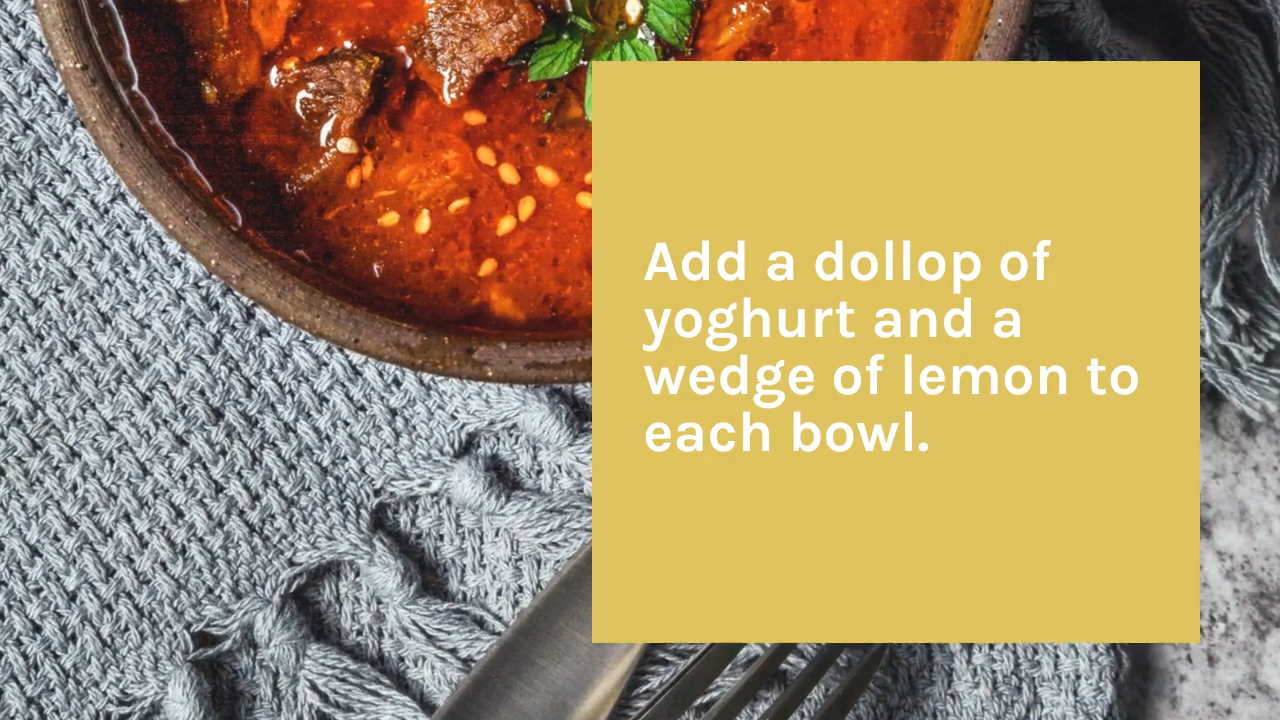 Add a dollop of
yoghurt and a
wedge of lemon to
each bowl.